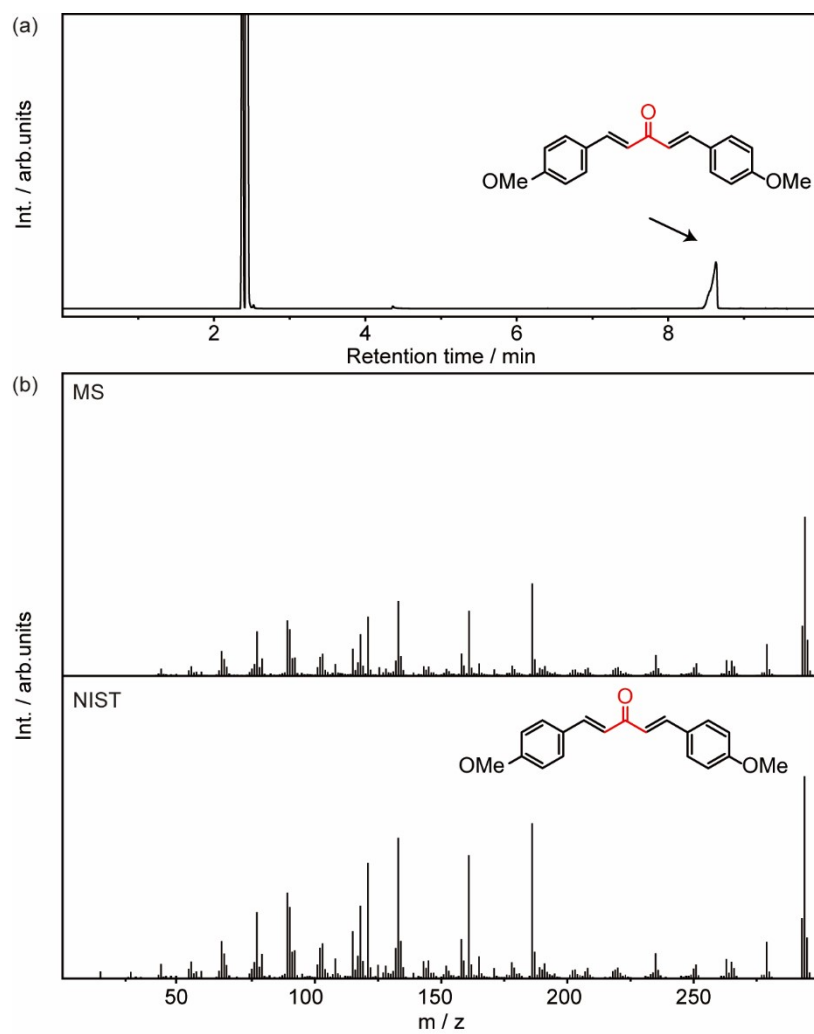 (a)
Int. / arb.units
O
OMe
OMe
2
4
6
8
Retention time / min
(b)
MS
Int. / arb.units
NIST
O
OMe
OMe
50
100
150
200
250
m / z